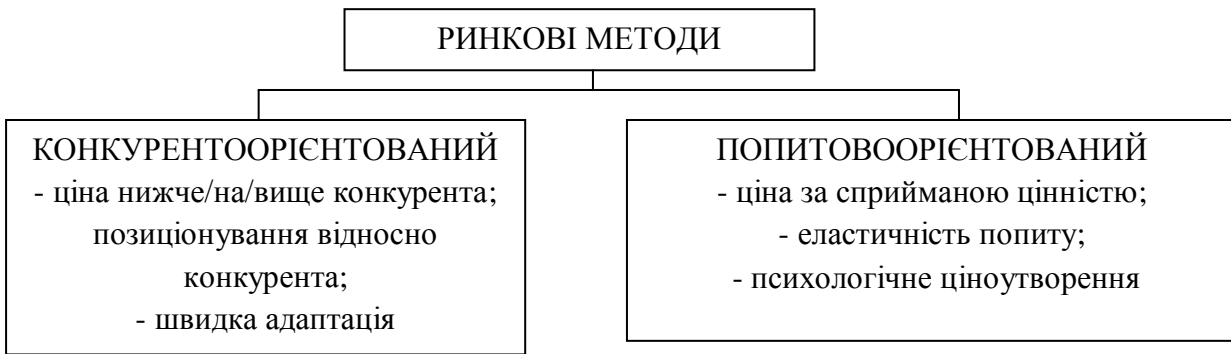 РИНКОВІ МЕТОДИ
КОНКУРЕНТООРІЄНТОВАНИЙ
- ціна нижче/на/вище конкурента;
позиціонування відносно
конкурента;
- швидка адаптація
ПОПИТОВООРІЄНТОВАНИЙ
- ціна за сприйманою цінністю;
- еластичність попиту;
- психологічне ціноутворення